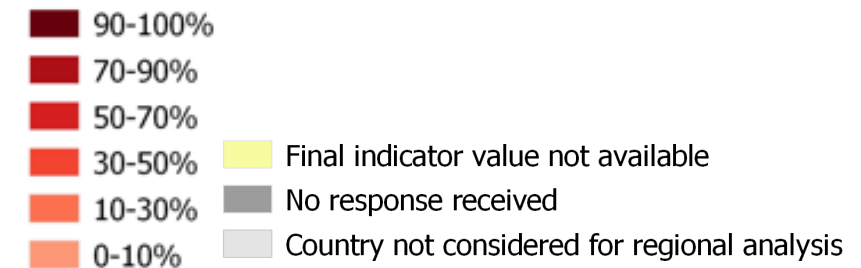 90-100%
70-90%
50-70%
30-50%
10-30%
0-10%
Final indicator value not available
No response received
Country not considered for regional analysis